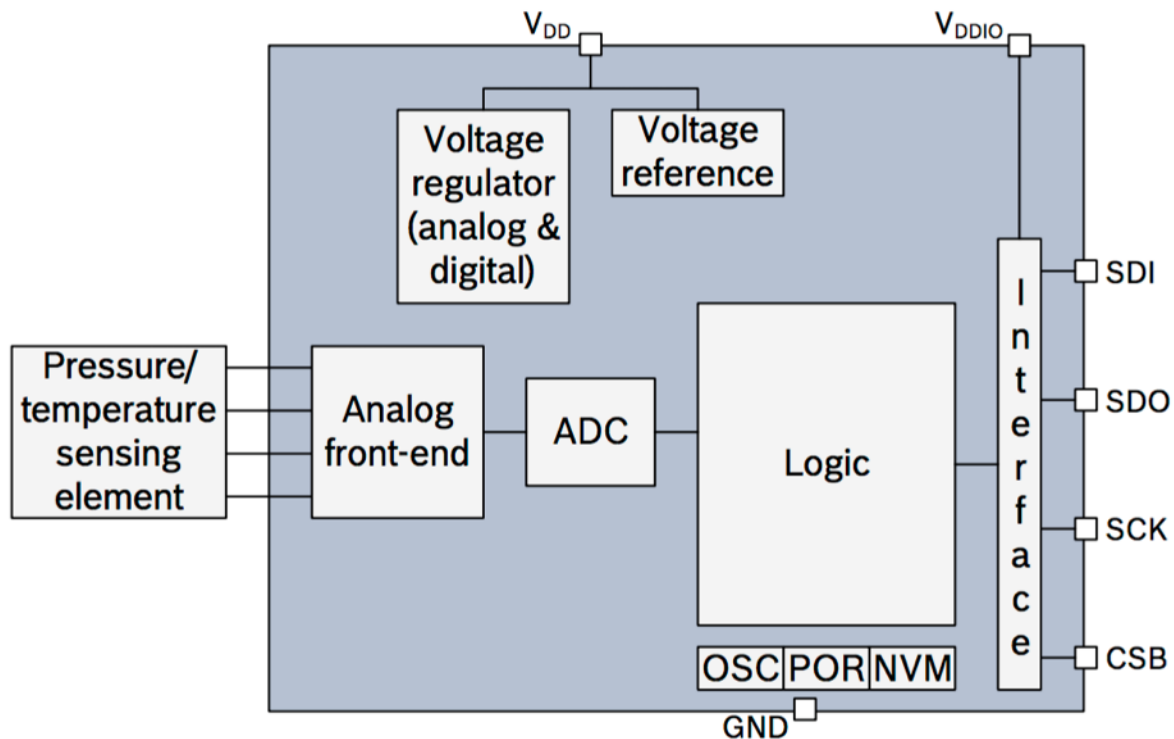 VDD
VDDIO
Voltage
regulator
(analog &
digital)
Voltage
reference
Pressure/
temperature
sensing
element
Analog
front-end
ADC
Logic
Interface
SDI
SDO
SCK
CSB
OSC POR NVM
GND